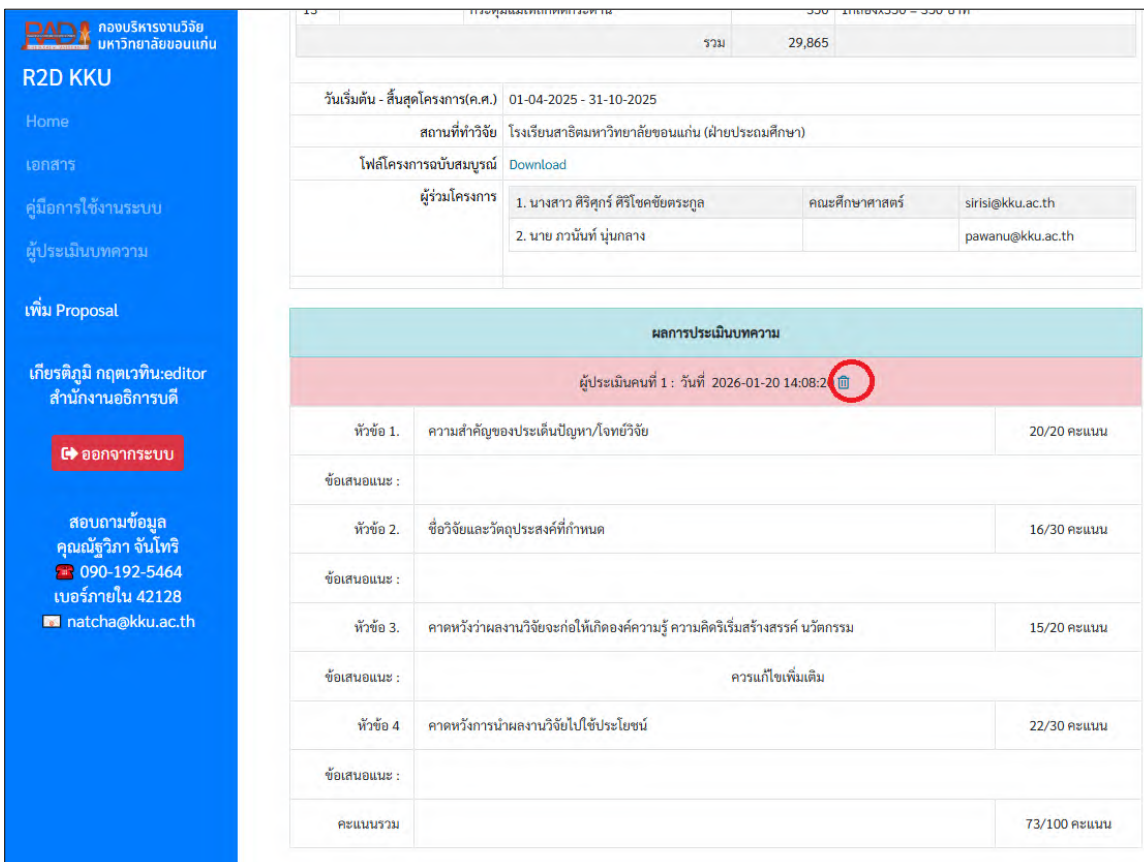 กองบริหารงานวิจัย
มหาวิทยาลัยขอนแก่น
R2D KKU
Home
เอกสาร
คู่มือการใช้งานระบบ
ผู้ประเมินบทความ
เพิ่ม Proposal
เกียรติภูมิ กฤตเวทิน:editor
สำนักงานอธิการบดี
ออกจากระบบ
สอบถามข้อมูล
คุณณัฐวิภา จันโทริ
090-192-5464
เบอร์ภายใน 42128
natcha@kku.ac.th
รวม 29,865
วันเริ่มต้น - สิ้นสุดโครงการ(ค.ศ.) 01-04-2025 - 31-10-2025
สถานที่ทำวิจัย โรงเรียนสาธิตมหาวิทยาลัยขอนแก่น (ฝ่ายประถมศึกษา)
ไฟล์โครงการฉบับสมบูรณ์ Download
ผู้ร่วมโครงการ 1. นางสาว ศิริศุกร์ ศิริโชคชัยตระกูล คณะศึกษาศาสตร์ sirisi@kku.ac.th
2. นาย ภวนันท์ นุ่นกลาง pawanu@kku.ac.th
ผลการประเมินบทความ
ผู้ประเมินคนที่ 1 : วันที่ 2026-01-20 14:08:2
หัวข้อ 1. ความสำคัญของประเด็นปัญหา/โจทย์วิจัย 20/20 คะแนน
ข้อเสนอแนะ :
หัวข้อ 2. ชื่อวิจัยและวัตถุประสงค์ที่กำหนด 16/30 คะแนน
ข้อเสนอแนะ :
หัวข้อ 3. คาดหวังว่าผลงานวิจัยจะก่อให้เกิดองค์ความรู้ ความคิดริเริ่มสร้างสรรค์ นวัตกรรม 15/20 คะแนน
ข้อเสนอแนะ : ควรแก้ไขเพิ่มเติม
หัวข้อ 4 คาดหวังการนำผลงานวิจัยไปใช้ประโยชน์ 22/30 คะแนน
ข้อเสนอแนะ :
คะแนนรวม 73/100 คะแนน